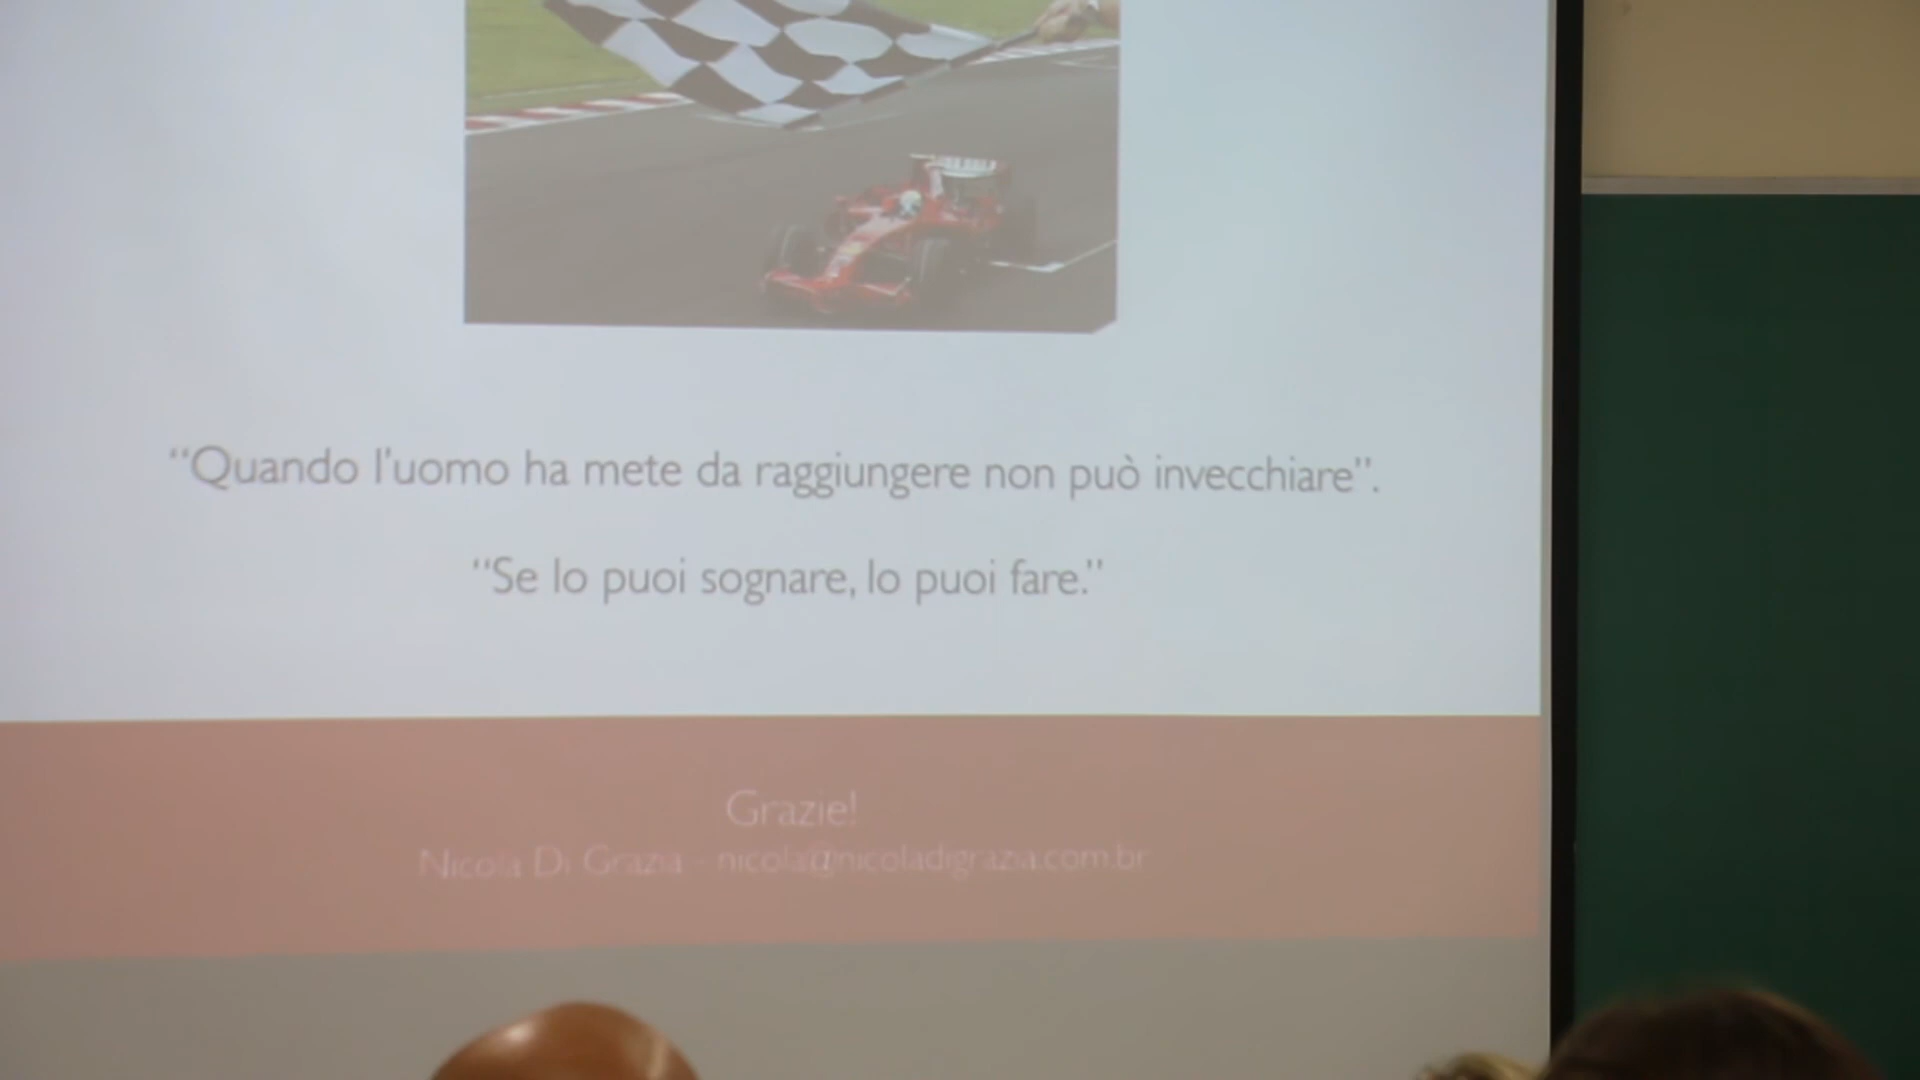 “Quando l'uomo ha mete da raggiungere non può invecchiare”.
“Se lo puoi sognare, lo puoi fare.”
Grazie!
Nicola Di Grazia - nicola@nicoladigrazia.com.br